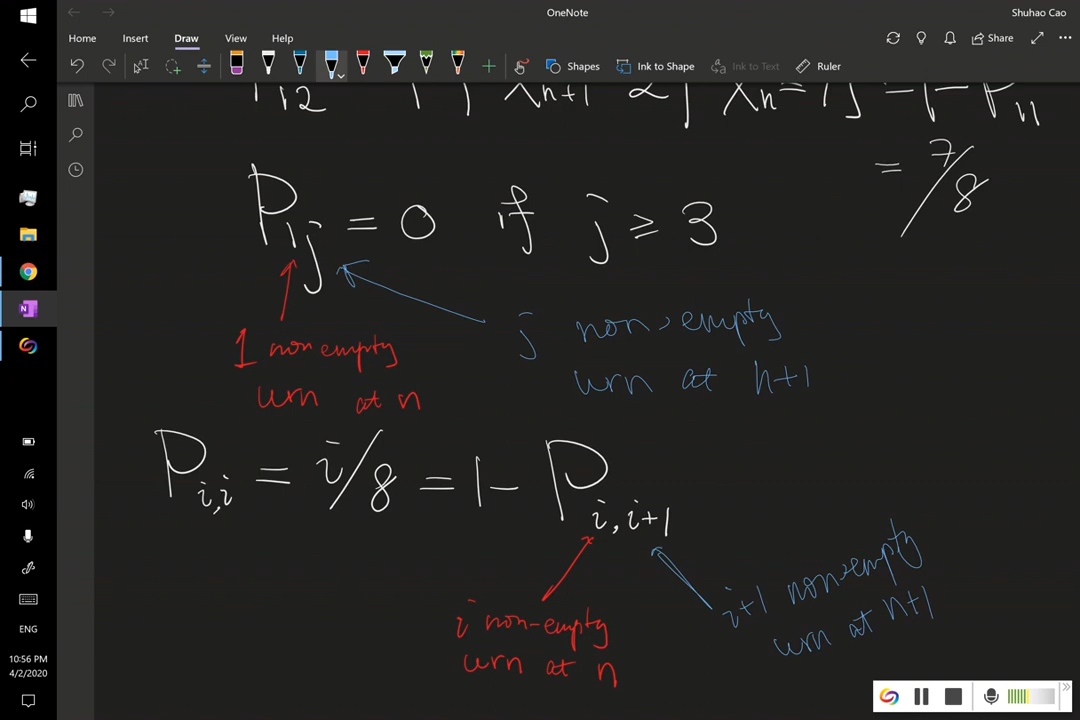 OneNote
Shuhao Cao
Home Insert Draw View Help
Share
Shapes Ink to Shape Ink to Text Ruler
= 7/8
P1j = 0 if j ≥ 3
1 nonempty
urn at n
j non-empty
urn at n+1
Pi,i = i/8 = 1 - Pi,i+1
i non-empty
urn at n
i+1 non-empty
urn at n+1
ENG
10:56 PM
4/2/2020